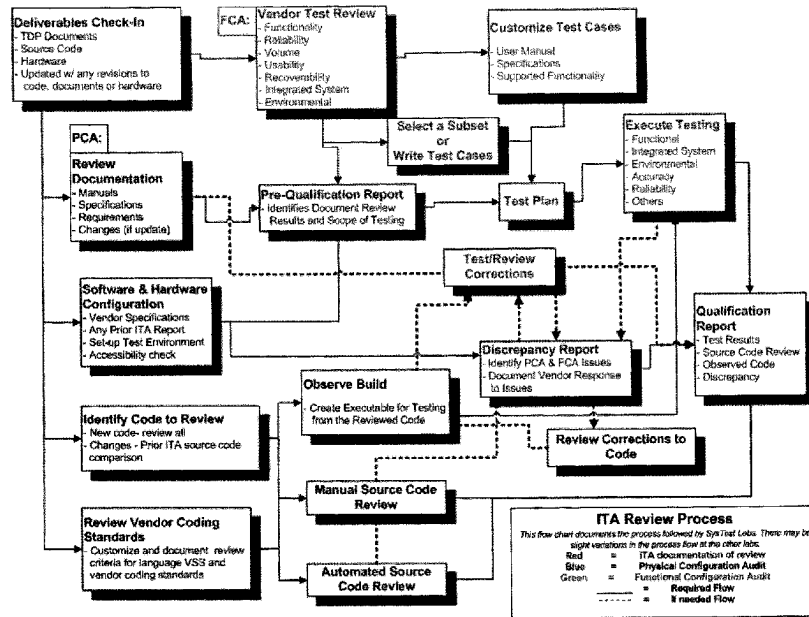 Deliverables Check-In
- TDP Documents
- Source Code
- Hardware
- Updated w/ any revisions to
code, documents or hardware
FCA:
Vendor Test Review
- Functionality
- Reliability
- Volume
- Usability
- Recoverability
- Integrated System
- Environmental
Customize Test Cases
- User Manual
- Specifications
- Supported Functionality
Select a Subset
or
Write Test Cases
Execute Testing
- Functional
- Integrated System
- Environmental
- Accuracy
- Reliability
- Others
PCA:
Review
Documentation
- Manuals
- Specifications
- Requirements
- Changes (if update)
Pre-Qualification Report
- Identifies Document Review
Results and Scope of Testing
Test Plan
Test/Review
Corrections
Software & Hardware
Configuration
- Vendor Specifications
- Any Prior ITA Report
- Set-up Test Environment
- Accessibility check
Discrepancy Report
- Identify PCA & FCA Issues
- Document Vendor Response
to Issues
Qualification
Report
- Test Results
- Source Code Review
- Observed Code
- Discrepancy
Observe Build
- Create Executable for Testing
from the Reviewed Code
Identify Code to Review
- New code- review all
- Changes - Prior ITA source code
comparison
Review Corrections to
Code
Manual Source Code
Review
Review Vendor Coding
Standards
- Customize and document review
criteria for language VSS and
vendor coding standards
Automated Source
Code Review
ITA Review Process
This flow chart documents the process followed by SysTest Labs. There may be
slight variations in the process flow at the other labs.
Red = ITA documentation of review
Blue = Physical Configuration Audit
Green = Functional Configuration Audit
= Required Flow
= If needed Flow